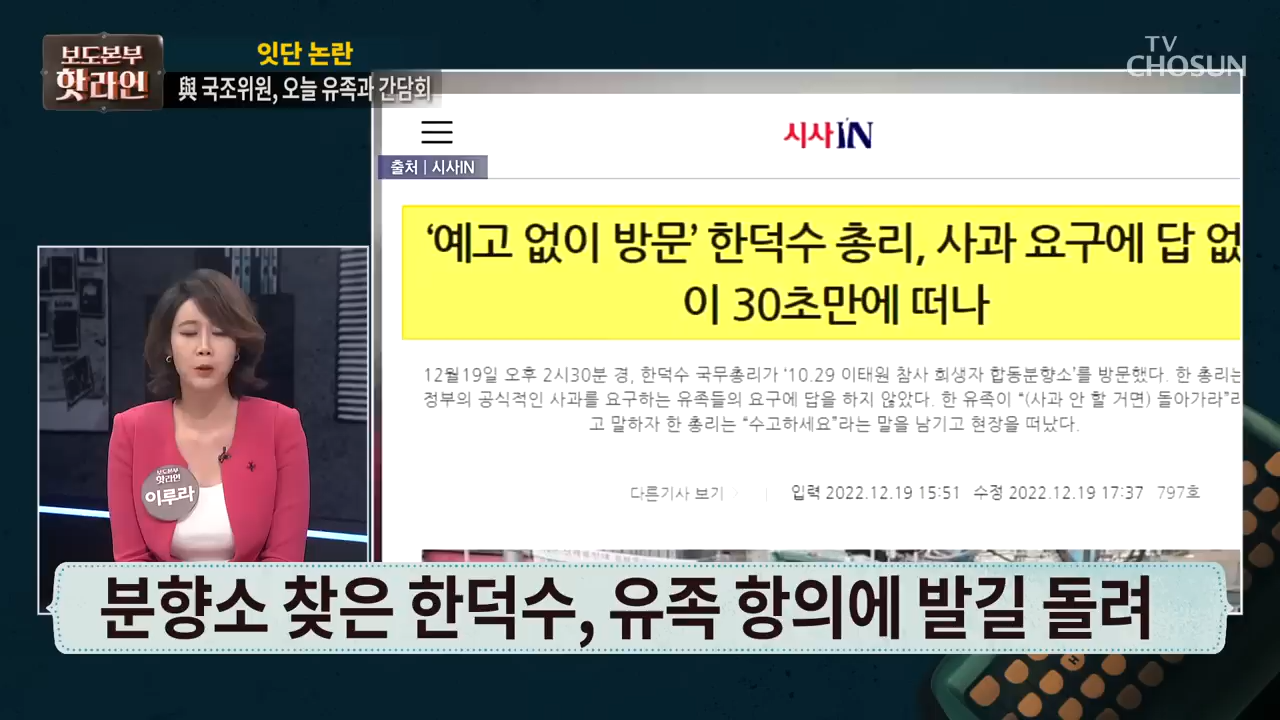 보도본부
핫라인
잇단 논란
與 국조위원, 오늘 유족과 간담회
TV
CHOSUN
시사IN
출처 | 시사IN
‘예고 없이 방문’ 한덕수 총리, 사과 요구에 답 없
이 30초만에 떠나
12월19일 오후 2시30분 경, 한덕수 국무총리가 ‘10.29 이태원 참사 희생자 합동분향소’를 방문했다. 한 총리는
정부의 공식적인 사과를 요구하는 유족들의 요구에 답을 하지 않았다. 한 유족이 “(사과 안 할 거면) 돌아가라”라
고 말하자 한 총리는 “수고하세요”라는 말을 남기고 현장을 떠났다.
다른기사 보기
입력 2022.12.19 15:51 수정 2022.12.19 17:37 797호
보도본부
핫라인
이루라
분향소 찾은 한덕수, 유족 항의에 발길 돌려
H